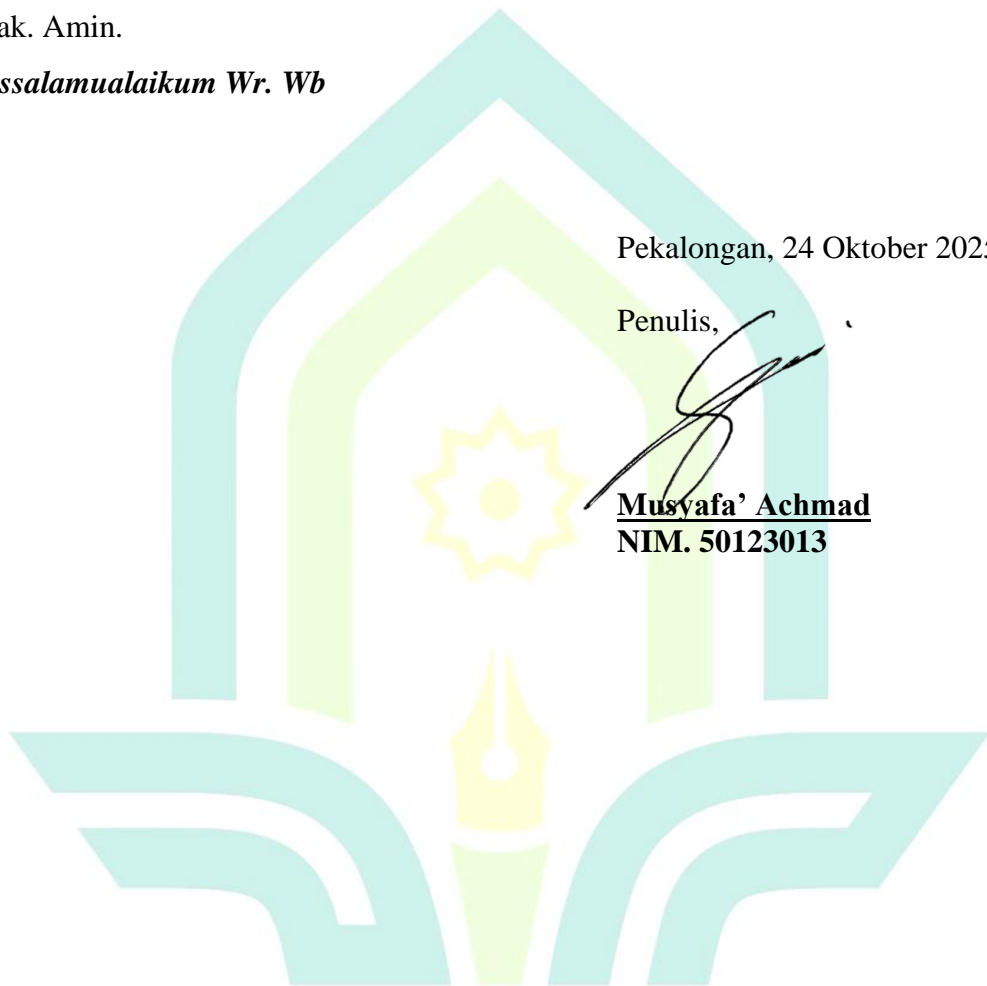 ak. Amin.
ssalamualaikum Wr. Wb
Pekalongan, 24 Oktober 202
Penulis,
Musyafa’ Achmad
NIM. 50123013